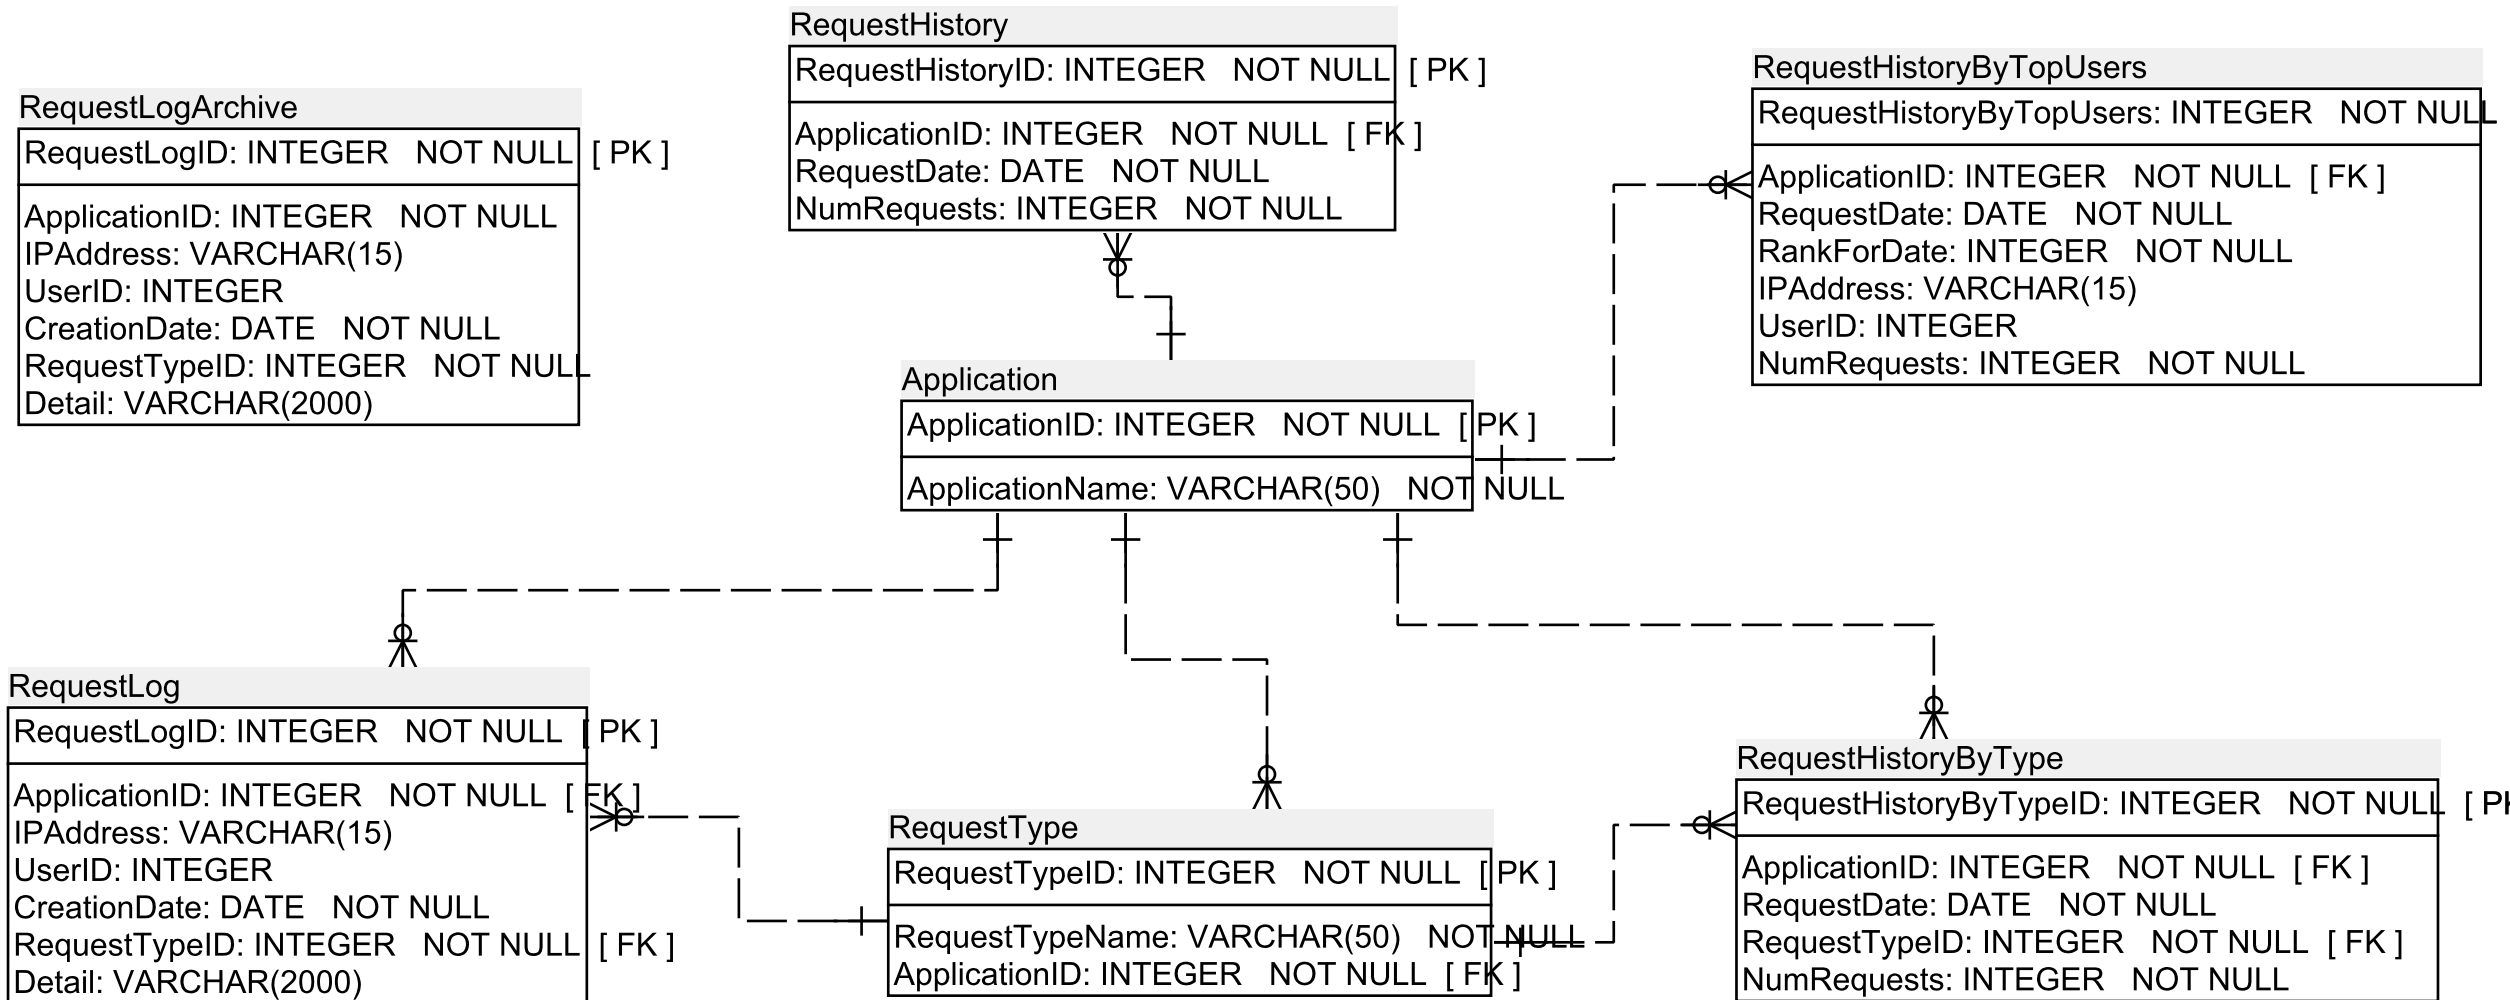 RequestHistory
RequestHistoryID: INTEGER NOT NULL [ PK ]
ApplicationID: INTEGER NOT NULL [ FK ]
RequestDate: DATE NOT NULL
NumRequests: INTEGER NOT NULL
RequestHistoryByTopUsers
RequestHistoryByTopUsers: INTEGER NOT NULL
ApplicationID: INTEGER NOT NULL [ FK ]
RequestDate: DATE NOT NULL
RankForDate: INTEGER NOT NULL
IPAddress: VARCHAR(15)
UserID: INTEGER
NumRequests: INTEGER NOT NULL
RequestLogArchive
RequestLogID: INTEGER NOT NULL [ PK ]
ApplicationID: INTEGER NOT NULL
IPAddress: VARCHAR(15)
UserID: INTEGER
CreationDate: DATE NOT NULL
RequestTypeID: INTEGER NOT NULL
Detail: VARCHAR(2000)
Application
ApplicationID: INTEGER NOT NULL [ PK ]
ApplicationName: VARCHAR(50) NOT NULL
RequestLog
RequestLogID: INTEGER NOT NULL [ PK ]
ApplicationID: INTEGER NOT NULL [ FK ]
IPAddress: VARCHAR(15)
UserID: INTEGER
CreationDate: DATE NOT NULL
RequestTypeID: INTEGER NOT NULL [ FK ]
Detail: VARCHAR(2000)
RequestType
RequestTypeID: INTEGER NOT NULL [ PK ]
RequestTypeName: VARCHAR(50) NOT NULL
ApplicationID: INTEGER NOT NULL [ FK ]
RequestHistoryByType
RequestHistoryByTypeID: INTEGER NOT NULL [ PK
ApplicationID: INTEGER NOT NULL [ FK ]
RequestDate: DATE NOT NULL
RequestTypeID: INTEGER NOT NULL [ FK ]
NumRequests: INTEGER NOT NULL